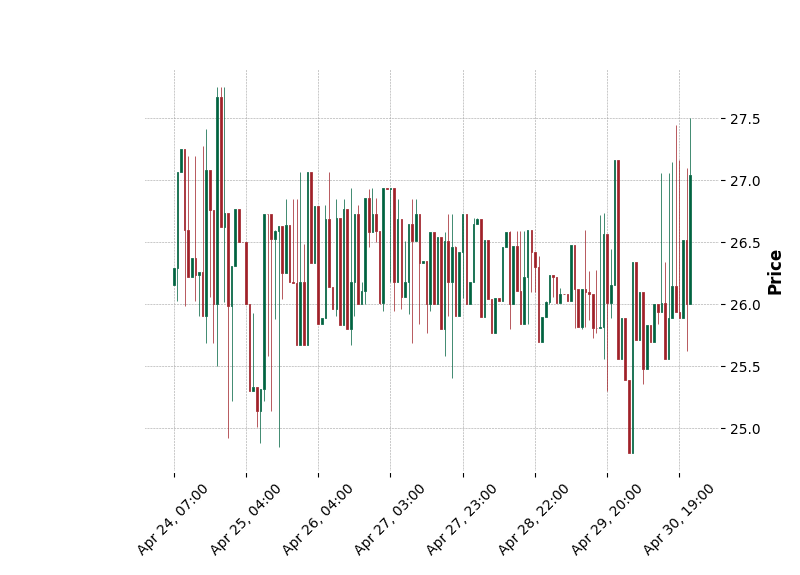 27.5
27.0
26.5
26.0
25.5
25.0
Price
Apr 24, 07:00
Apr 25, 04:00
Apr 26, 04:00
Apr 27, 03:00
Apr 27, 23:00
Apr 28, 22:00
Apr 29, 20:00
Apr 30, 19:00